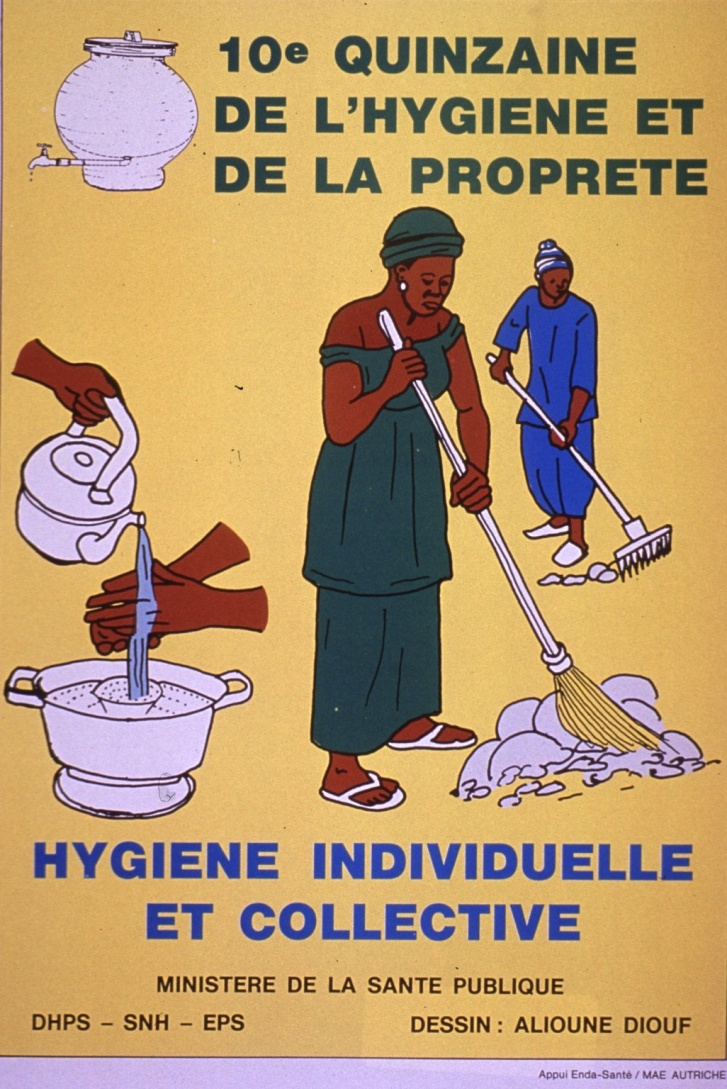 10e QUINZAINE
DE L'HYGIENE ET
DE LA PROPRETE
HYGIENE INDIVIDUELLE
ET COLLECTIVE
MINISTERE DE LA SANTE PUBLIQUE
DHPS – SNH – EPS
DESSIN : ALIOUNE DIOUF
Appui Enda-Santé / MAE AUTRICHE